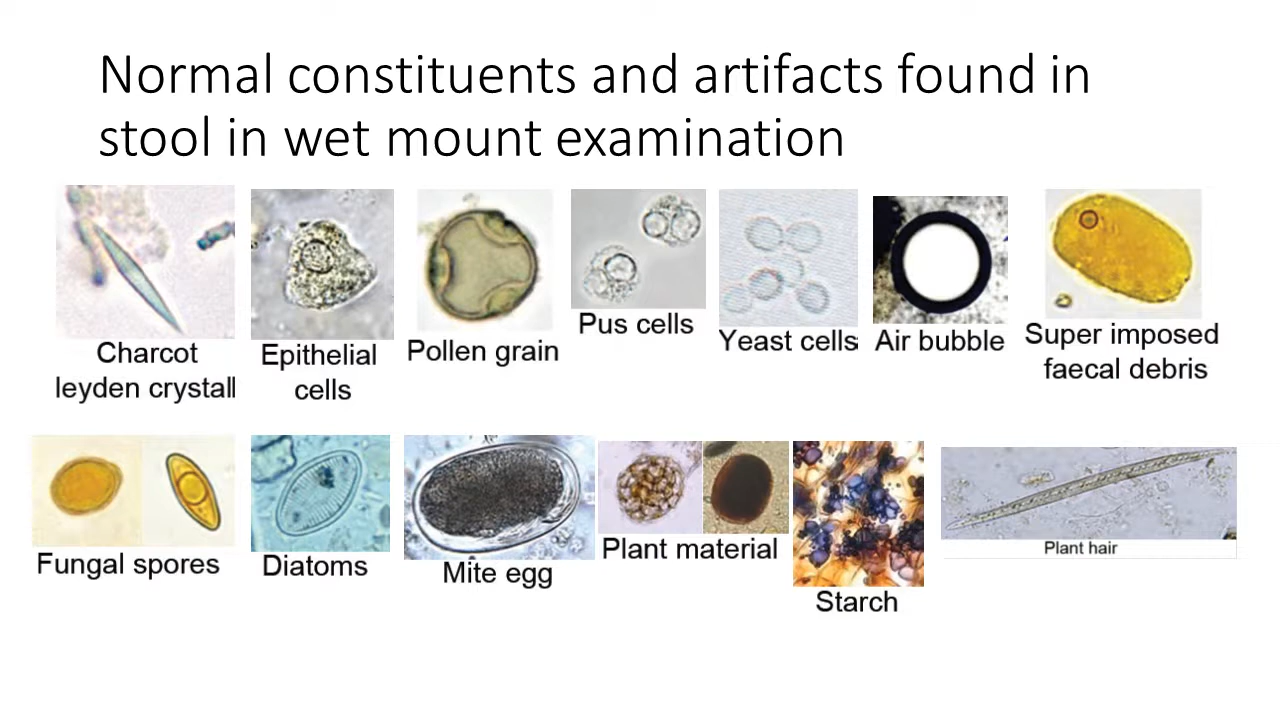 Normal constituents and artifacts found in
stool in wet mount examination
Charcot
leyden crystall
Epithelial
cells
Pollen grain
Pus cells
Yeast cells
Air bubble
Super imposed
faecal debris
Fungal spores
Diatoms
Mite egg
Plant material
Starch
Plant hair